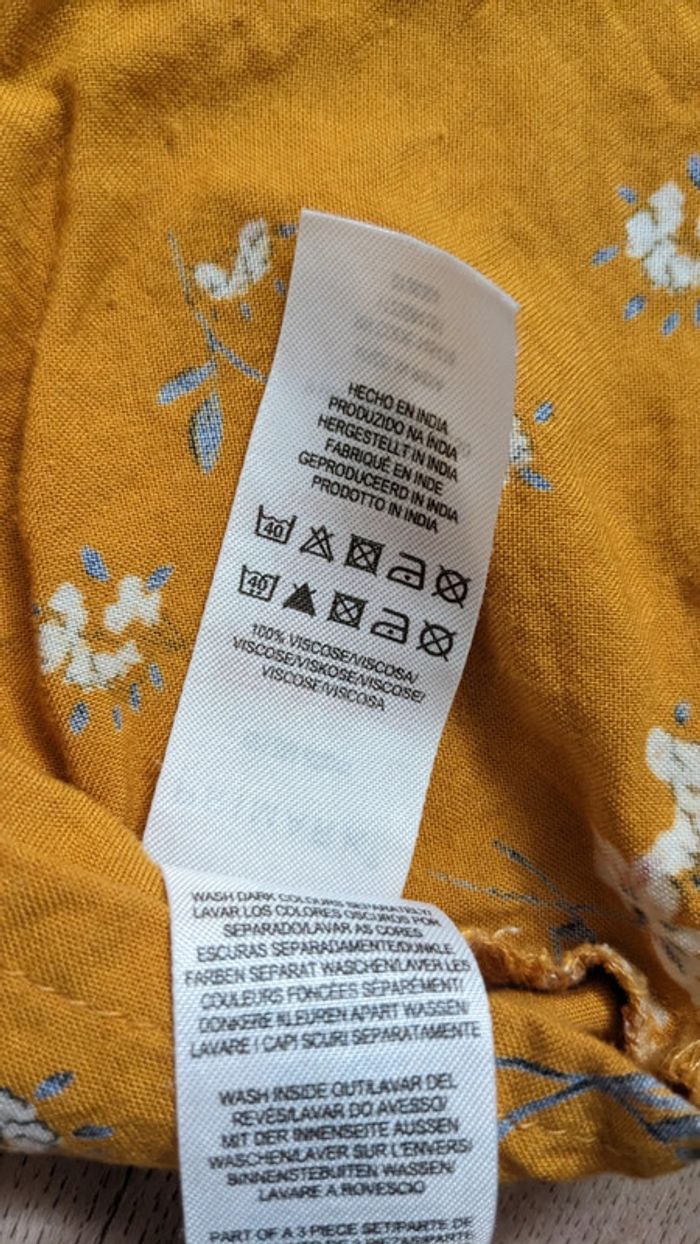 HECHO EN INDIA
PRODUZIDO NA ÍNDIA
HERGESTELLT IN INDIA
FABRIQUÉ EN INDE
GEPRODUCEERD IN INDIA
PRODOTTO IN INDIA
40
40
100% VISCOSE/VISCOSA/
VISCOSE/VISKOSE/VISCOSE/
VISCOSE/VISCOSA
WASH DARK COLOURS SEPARATELY/
LAVAR LOS COLORES OSCUROS POR
SEPARADO/LAVAR AS CORES
ESCURAS SEPARADAMENTE/DUNKLE
FARBEN SEPARAT WASCHEN/LAVER LES
COULEURS FONCÉES SÉPARÉMENT/
DONKERE KLEUREN APART WASSEN/
LAVARE I CAPI SCURI SEPARATAMENTE
WASH INSIDE OUT/LAVAR DEL
REVÉS/LAVAR DO AVESSO/
MIT DER INNENSEITE AUSSEN
WASCHEN/LAVER SUR L'ENVERS/
BINNENSTEBUITEN WASSEN/
LAVARE A ROVESCIO
PART OF A 3 PIECE SET/PARTE DE